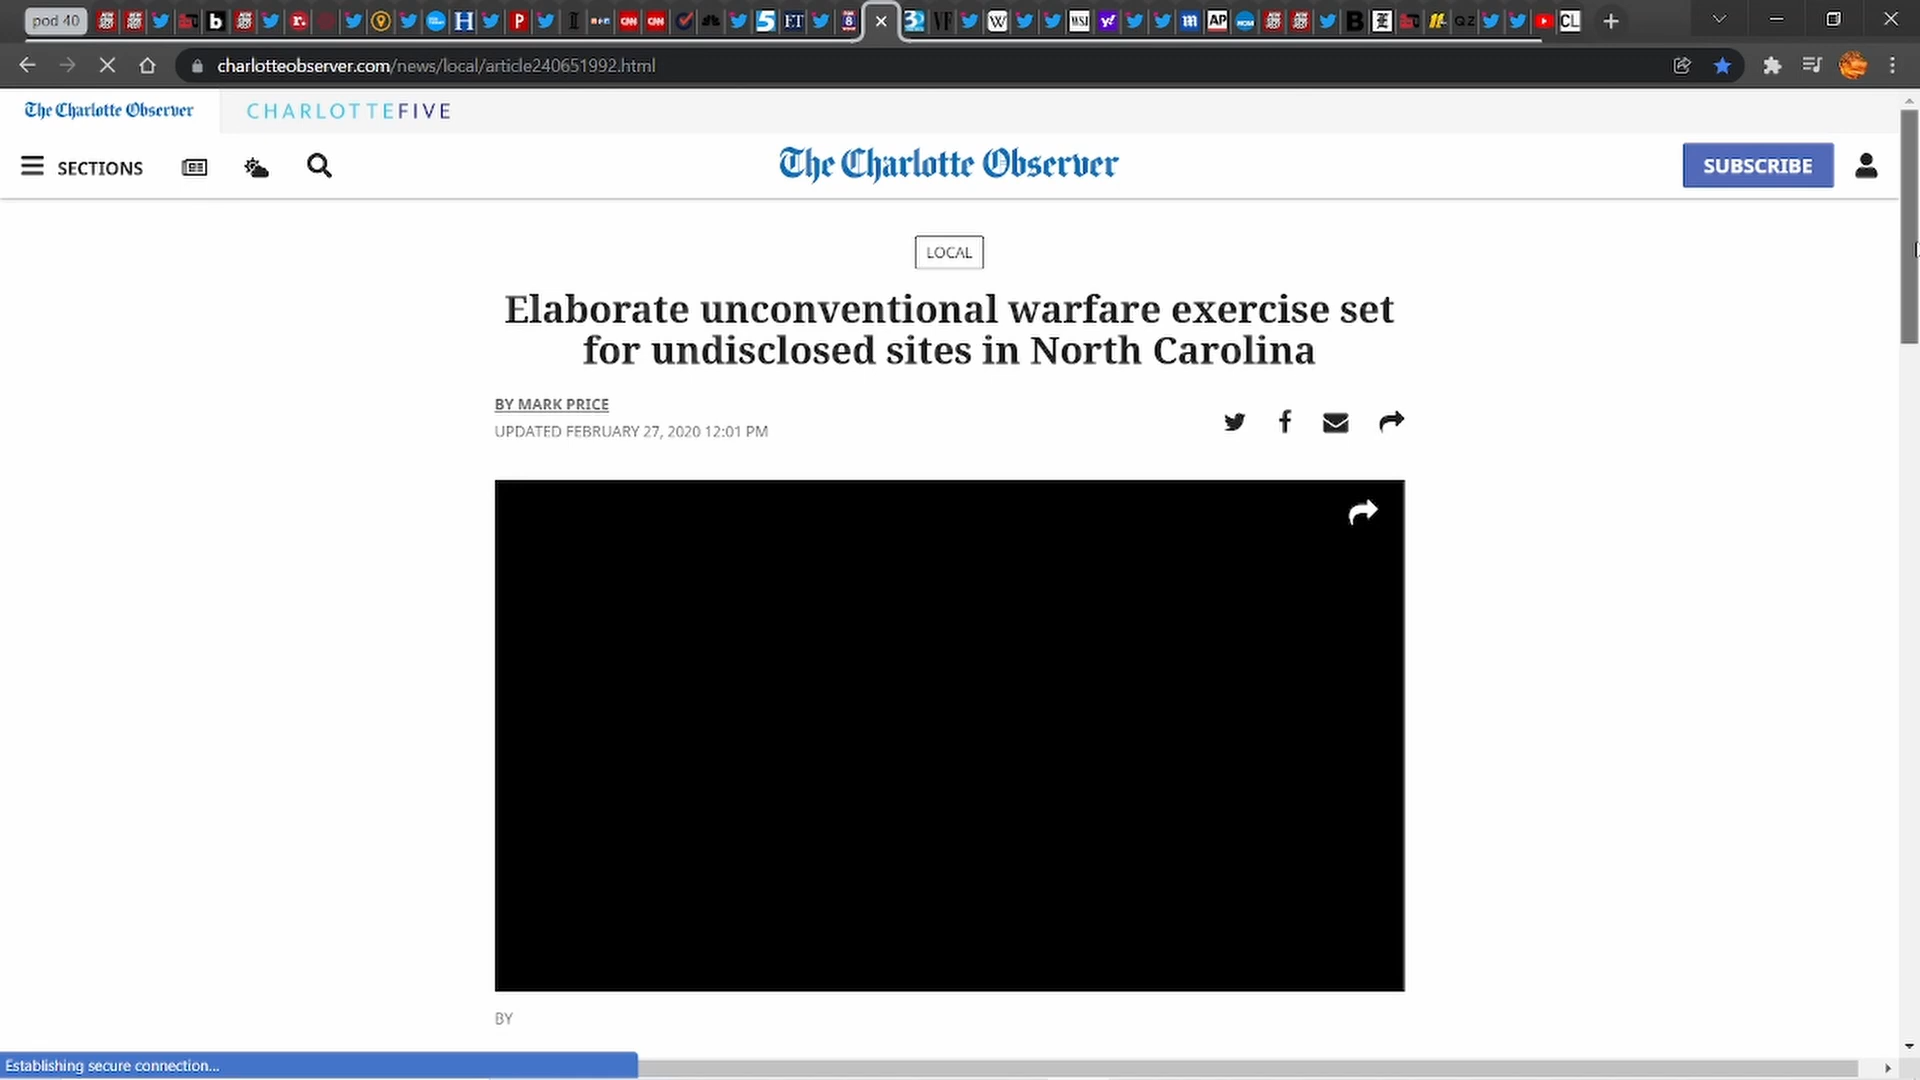 pod 40
charlotteobserver.com/news/local/article240651992.html
The Charlotte Observer
CHARLOTTEFIVE
SECTIONS
The Charlotte Observer
SUBSCRIBE
LOCAL
Elaborate unconventional warfare exercise set
for undisclosed sites in North Carolina
BY MARK PRICE
UPDATED FEBRUARY 27, 2020 12:01 PM
BY
Establishing secure connection...